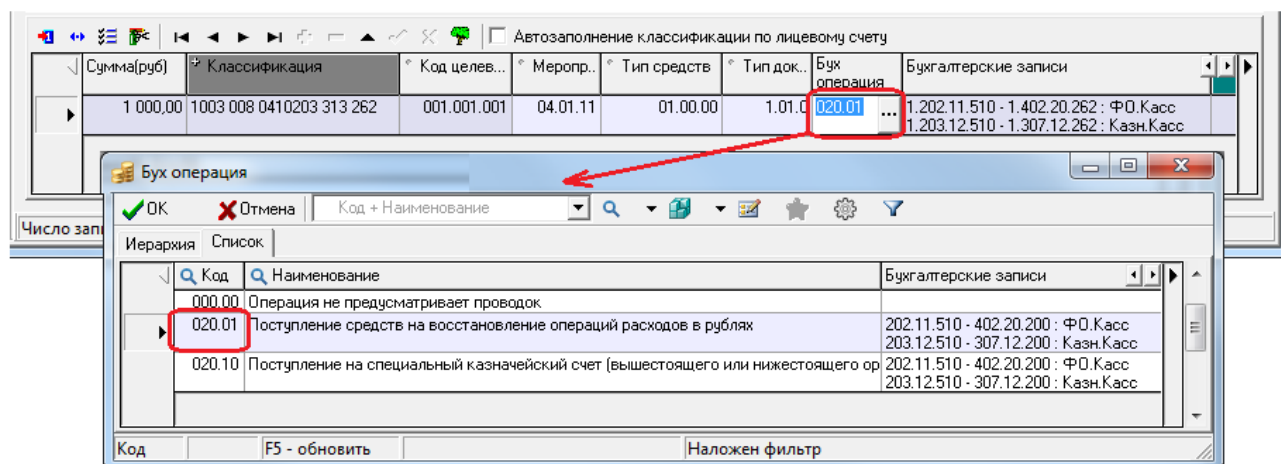 Автозаполнение классификации по лицевому счету
Сумма(руб) Классификация Код целев... Меропр.. Тип средств Тип док.. Бух операция Бухгалтерские записи
1 000,00 1003 008 0410203 313 262 001.001.001 04.01.11 01.00.00 1.01.0 020.01 ... 1.202.11.510 - 1.402.20.262 : ФО.Касс
1.203.12.510 - 1.307.12.262 : Казн.Касс
Бух операция
OK Отмена Код + Наименование
Число зап
Иерархия Список
Код Наименование Бухгалтерские записи
000.00 Операция не предусматривает проводок
020.01 Поступление средств на восстановление операций расходов в рублях 202.11.510 - 402.20.200 : ФО.Касс
203.12.510 - 307.12.200 : Казн.Касс
020.10 Поступление на специальный казначейский счет (вышестоящего или нижестоящего ор 202.11.510 - 402.20.200 : ФО.Касс
203.12.510 - 307.12.200 : Казн.Касс
Код F5 - обновить Наложен фильтр